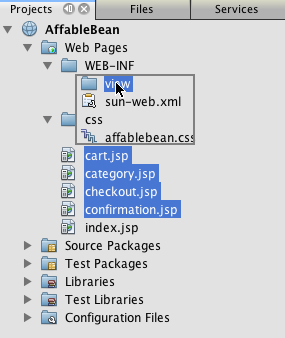 Projects Files Services
AffableBean
Web Pages
WEB-INF
view
sun-web.xml
css
affablebean.css
cart.jsp
category.jsp
checkout.jsp
confirmation.jsp
index.jsp
Source Packages
Test Packages
Libraries
Test Libraries
Configuration Files